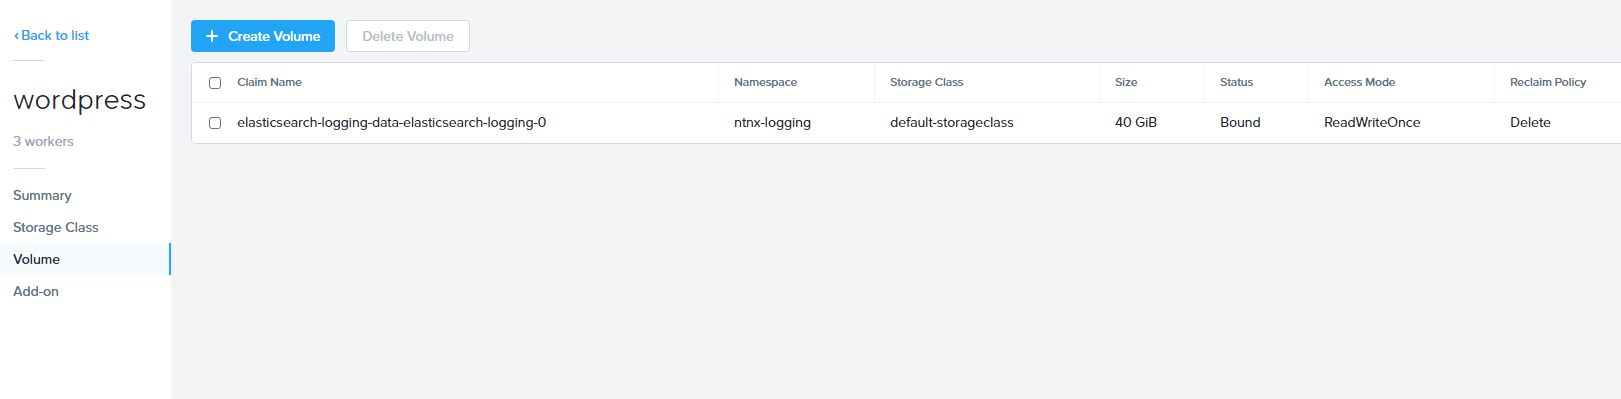 ‹Back to list
wordpress
3 workers
Summary
Storage Class
Volume
Add-on
+ Create Volume Delete Volume
Claim Name Namespace Storage Class Size Status Access Mode Reclaim Policy
elasticsearch-logging-data-elasticsearch-logging-0 ntnx-logging default-storageclass 40 GiB Bound ReadWriteOnce Delete